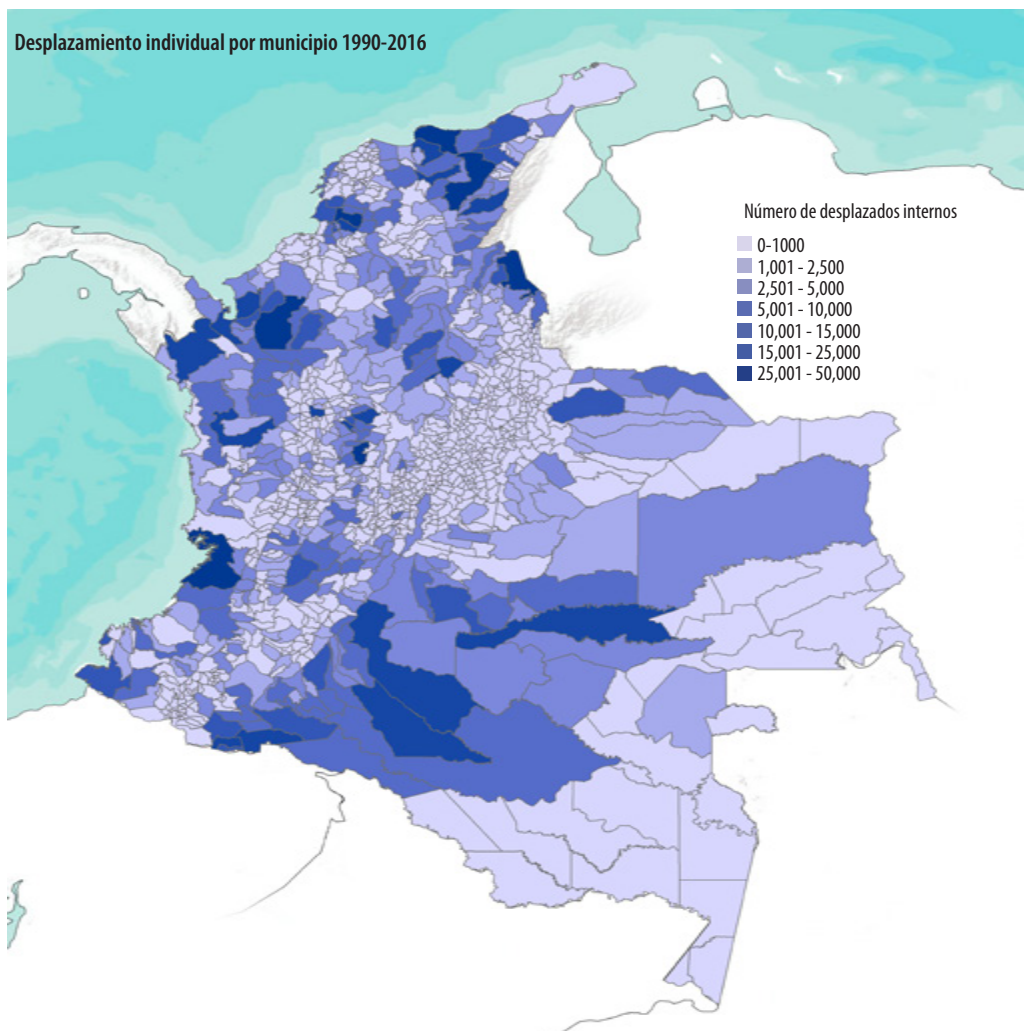 Desplazamiento individual por municipio 1990-2016
Número de desplazados internos
0-1000
1,001 - 2,500
2,501 - 5,000
5,001 - 10,000
10,001 - 15,000
15,001 - 25,000
25,001 - 50,000